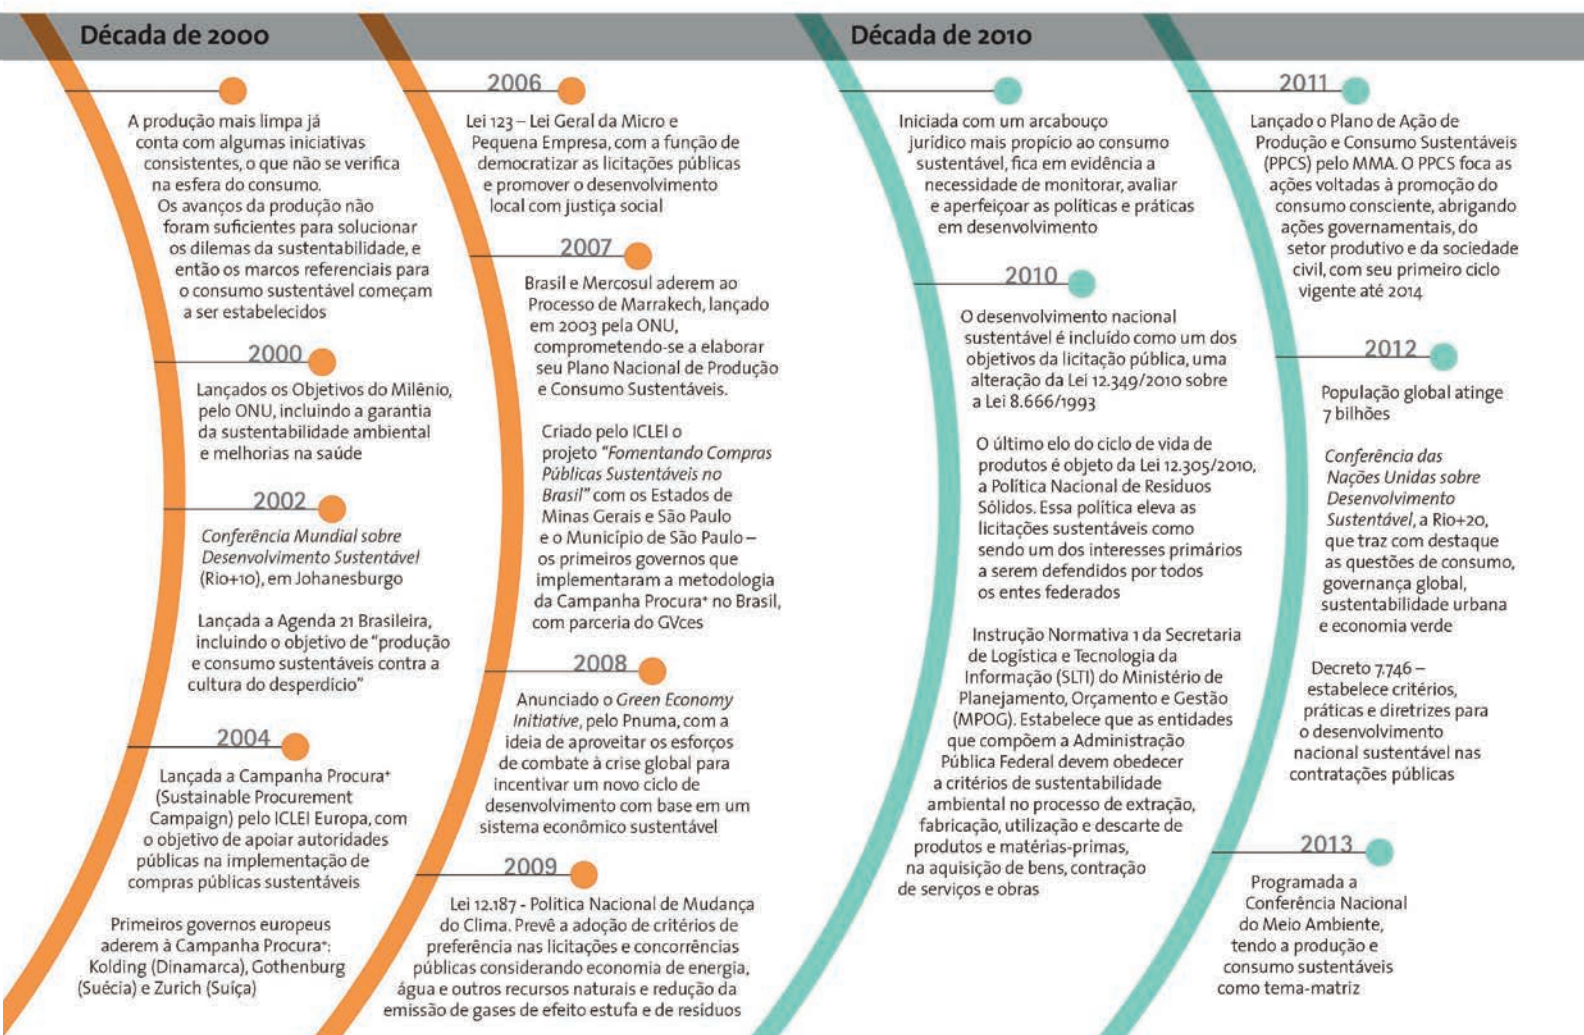 Década de 2000
A produção mais limpa já
conta com algumas iniciativas
consistentes, o que não se verifica
na esfera do consumo.
Os avanços da produção não
foram suficientes para solucionar
os dilemas da sustentabilidade, e
então os marcos referenciais para
o consumo sustentável começam
a ser estabelecidos
2000
Lançados os Objetivos do Milênio,
pelo ONU, incluindo a garantia
da sustentabilidade ambiental
e melhorias na saúde
2002
Conferência Mundial sobre
Desenvolvimento Sustentável
(Rio+10), em Johanesburgo
Lançada a Agenda 21 Brasileira,
incluindo o objetivo de “produção
e consumo sustentáveis contra a
cultura do desperdício”
2004
Lançada a Campanha Procura⁺
(Sustainable Procurement
Campaign) pelo ICLEI Europa, com
o objetivo de apoiar autoridades
públicas na implementação de
compras públicas sustentáveis
Primeiros governos europeus
aderem à Campanha Procura⁺:
Kolding (Dinamarca), Gothenburg
(Suécia) e Zurich (Suíça)
2006
Lei 123 – Lei Geral da Micro e
Pequena Empresa, com a função de
democratizar as licitações públicas
e promover o desenvolvimento
local com justiça social
2007
Brasil e Mercosul aderem ao
Processo de Marrakech, lançado
em 2003 pela ONU,
comprometendo-se a elaborar
seu Plano Nacional de Produção
e Consumo Sustentáveis.
Criado pelo ICLEI o
projeto “Fomentando Compras
Públicas Sustentáveis no
Brasil” com os Estados de
Minas Gerais e São Paulo
e o Município de São Paulo –
os primeiros governos que
implementaram a metodologia
da Campanha Procura⁺ no Brasil,
com parceria do GVces
2008
Anunciado o Green Economy
Initiative, pelo Pnuma, com a
ideia de aproveitar os esforços
de combate à crise global para
incentivar um novo ciclo de
desenvolvimento com base em um
sistema econômico sustentável
2009
Lei 12.187 - Política Nacional de Mudança
do Clima. Prevê a adoção de critérios de
preferência nas licitações e concorrências
públicas considerando economia de energia,
água e outros recursos naturais e redução da
emissão de gases de efeito estufa e de resíduos
Década de 2010
Iniciada com um arcabouço
jurídico mais propício ao consumo
sustentável, fica em evidência a
necessidade de monitorar, avaliar
e aperfeiçoar as políticas e práticas
em desenvolvimento
2010
O desenvolvimento nacional
sustentável é incluído como um dos
objetivos da licitação pública, uma
alteração da Lei 12.349/2010 sobre
a Lei 8.666/1993
O último elo do ciclo de vida de
produtos é objeto da Lei 12.305/2010,
a Política Nacional de Resíduos
Sólidos. Essa política eleva as
licitações sustentáveis como
sendo um dos interesses primários
a serem defendidos por todos
os entes federados
Instrução Normativa 1 da Secretaria
de Logística e Tecnologia da
Informação (SLTI) do Ministério de
Planejamento, Orçamento e Gestão
(MPOG). Estabelece que as entidades
que compõem a Administração
Pública Federal devem obedecer
a critérios de sustentabilidade
ambiental no processo de extração,
fabricação, utilização e descarte de
produtos e matérias-primas,
na aquisição de bens, contração
de serviços e obras
2011
Lançado o Plano de Ação de
Produção e Consumo Sustentáveis
(PPCS) pelo MMA. O PPCS foca as
ações voltadas à promoção do
consumo consciente, abrigando
ações governamentais, do
setor produtivo e da sociedade
civil, com seu primeiro ciclo
vigente até 2014
2012
População global atinge
7 bilhões
Conferência das
Nações Unidas sobre
Desenvolvimento
Sustentável, a Rio+20,
que traz com destaque
as questões de consumo,
governança global,
sustentabilidade urbana
e economia verde
Decreto 7.746 –
estabelece critérios,
práticas e diretrizes para
o desenvolvimento
nacional sustentável nas
contratações públicas
2013
Programada a
Conferência Nacional
do Meio Ambiente,
tendo a produção e
consumo sustentáveis
como tema-matriz